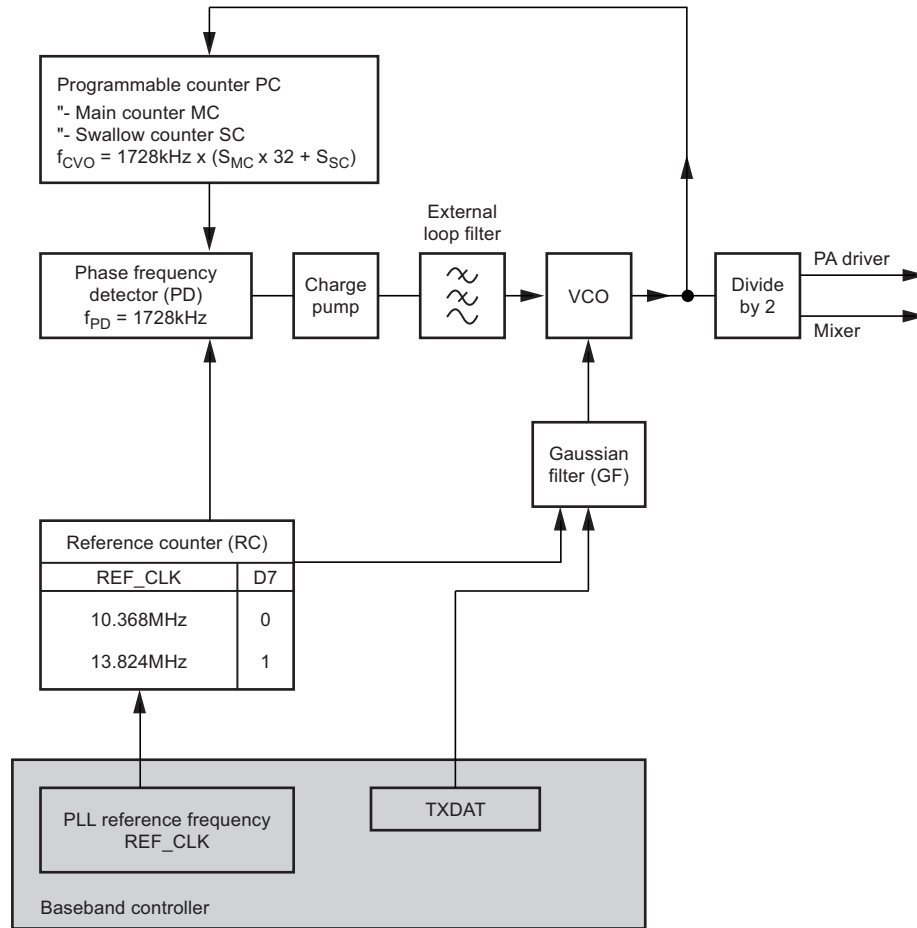 Programmable counter PC
"- Main counter MC
"- Swallow counter SC
fCVO = 1728kHz x (SMC x 32 + SSC)
External
loop filter
Phase frequency
detector (PD)
fPD = 1728kHz
Charge
pump
VCO
Divide
by 2
PA driver
Mixer
Gaussian
filter (GF)
Reference counter (RC)
REF_CLK D7
10.368MHz 0
13.824MHz 1
PLL reference frequency
REF_CLK
TXDAT
Baseband controller